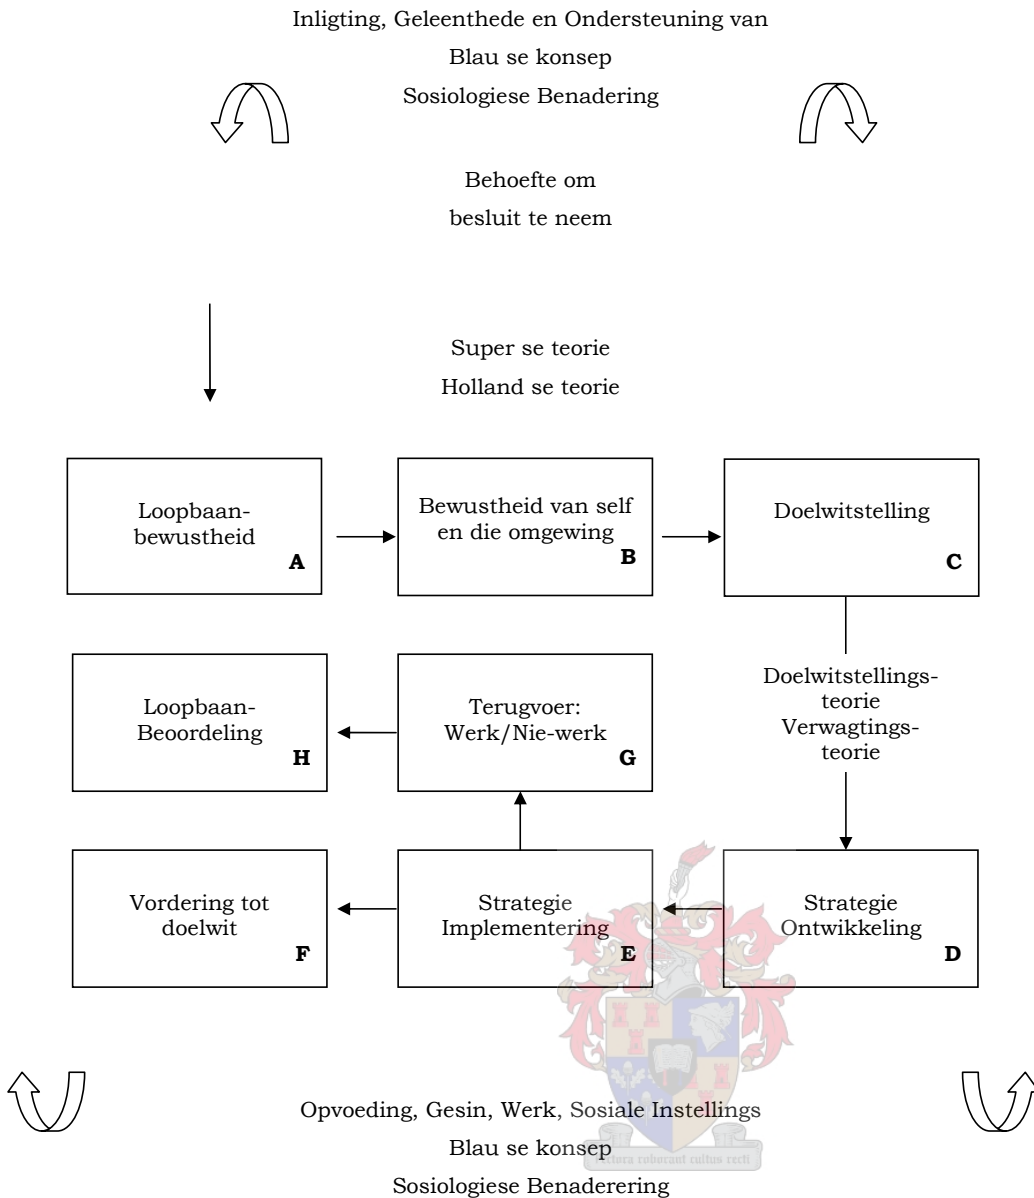 Inligting, Geleenthede en Ondersteuning van
Blau se konsep
Sosiologiese Benadering
Behoefte om
besluit te neem
Super se teorie
Holland se teorie
Loopbaan-
bewustheid
A
Bewustheid van self
en die omgewing
B
Doelwitstelling
C
Doelwitstellings-
teorie
Verwagtings-
teorie
Loopbaan-
Beoordeling
H
Terugvoer:
Werk/Nie-werk
G
Vordering tot
doelwit
F
Strategie
Implementering
E
Strategie
Ontwikkeling
D
Opvoeding, Gesin, Werk, Sosiale Instellings
Blau se konsep
Sosiologiese Benaderering
roborant cultus recti